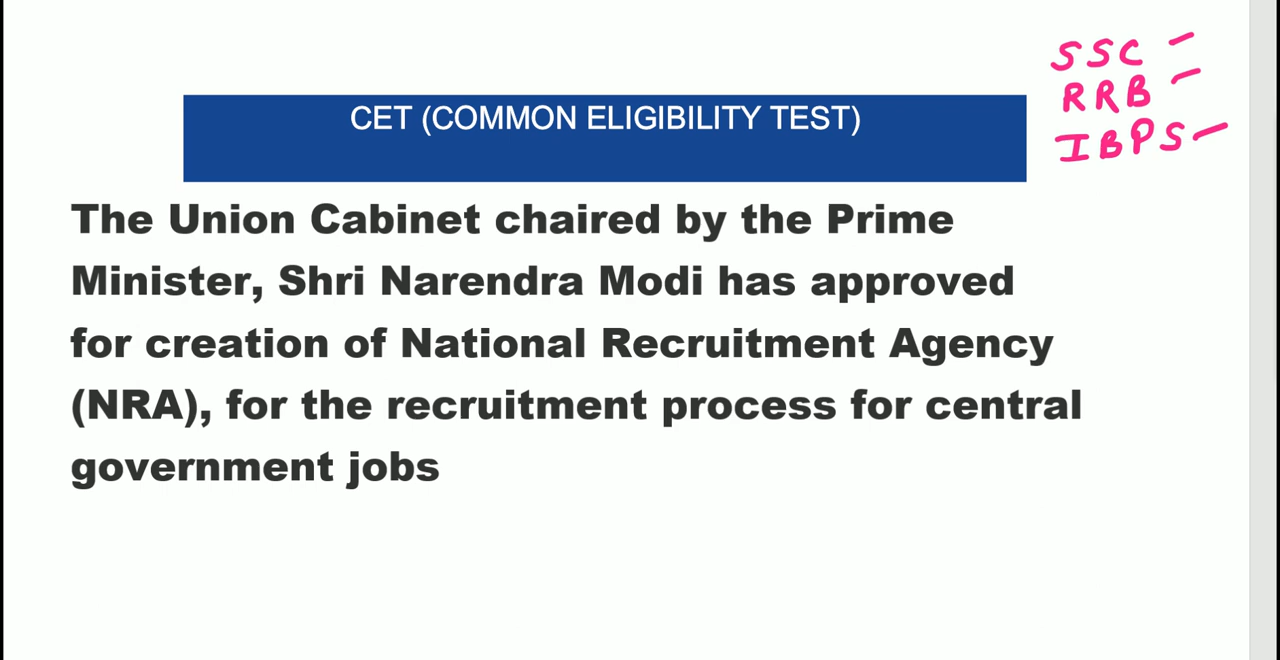 SSC -
RRB -
IBPS -
CET (COMMON ELIGIBILITY TEST)
The Union Cabinet chaired by the Prime
Minister, Shri Narendra Modi has approved
for creation of National Recruitment Agency
(NRA), for the recruitment process for central
government jobs